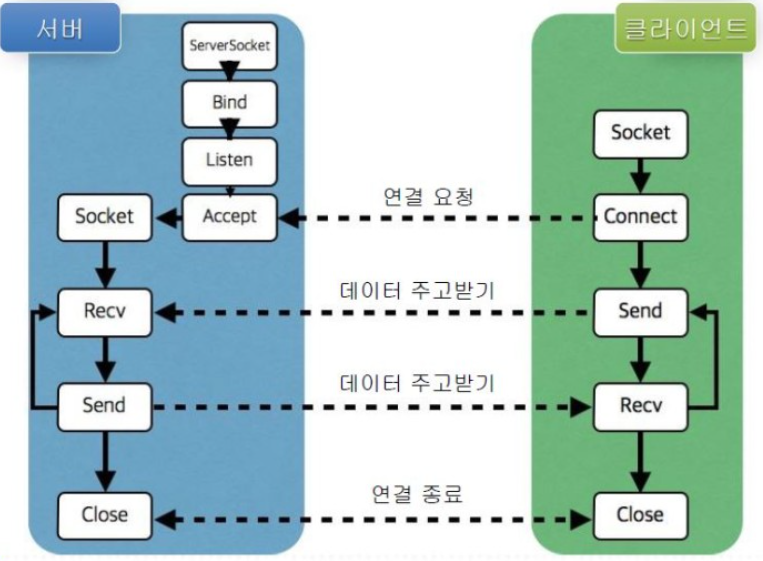 서버
클라이언트
ServerSocket
Bind
Listen
Socket
Accept
연결 요청
Socket
Connect
Recv
데이터 주고받기
Send
Send
데이터 주고받기
Recv
Close
연결 종료
Close